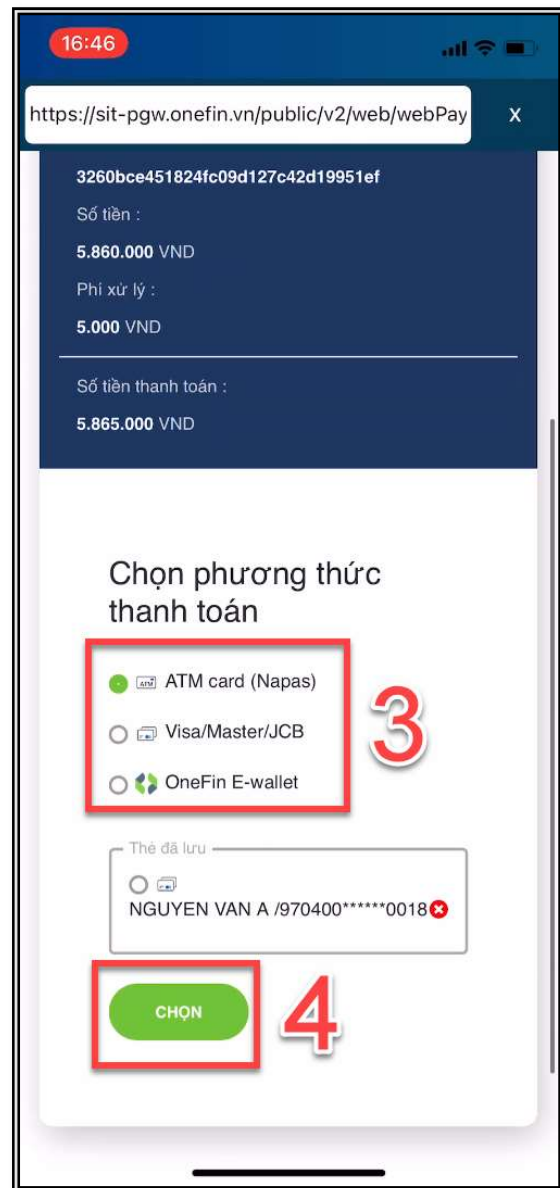 16:46
https://sit-pgw.onefin.vn/public/v2/web/webPay x
3260bce451824fc09d127c42d19951ef
Số tiền :
5.860.000 VND
Phí xử lý :
5.000 VND
Số tiền thanh toán :
5.865.000 VND
Chọn phương thức
thanh toán
ATM ATM card (Napas)
Visa/Master/JCB
OneFin E-wallet
3
Thẻ đã lưu
NGUYEN VAN A /970400******0018
CHỌN
4